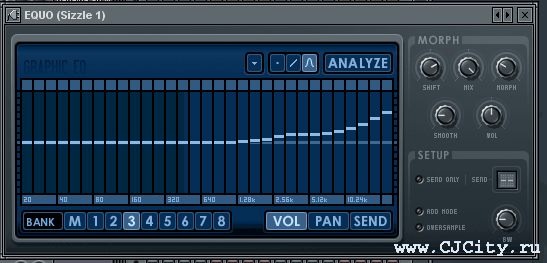 EQUO (Sizzle 1)
GRAPHIC EQ
ANALYZE
20 40 80 160 320 640 1.28k 2.56k 5.12k 10.24k
BANK M 1 2 3 4 5 6 7 8 VOL PAN SEND
MORPH
SHIFT MIX MORPH
SMOOTH VOL
SETUP
SEND ONLY SEND --
ADD MODE
OVERSAMPLE BW
www.CJCity.ru